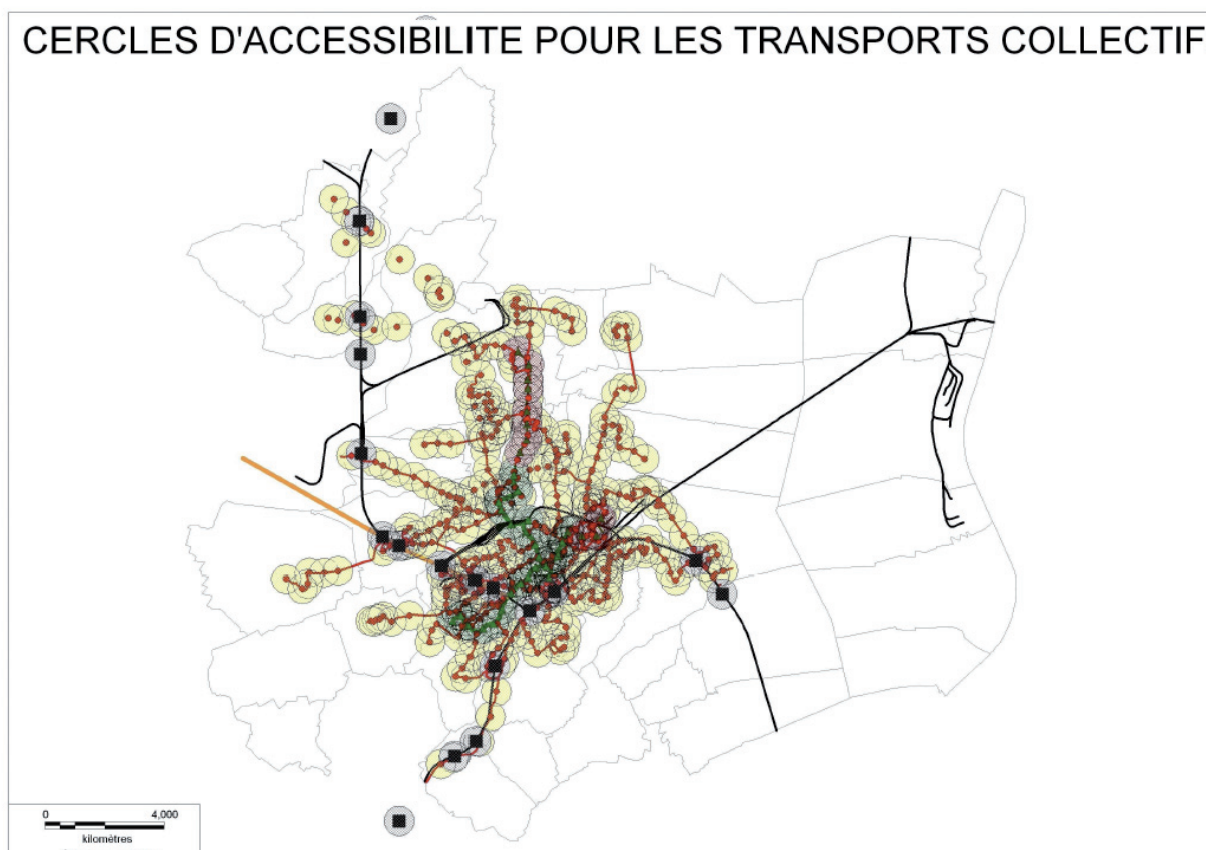 CERCLES D'ACCESSIBILITE POUR LES TRANSPORTS COLLECTIF
0 4,000
kilomètres